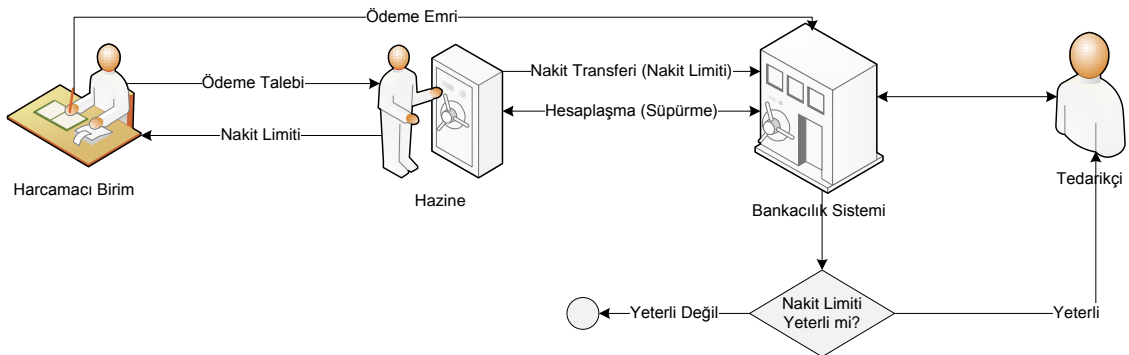 Ödeme Emri
Ödeme Talebi
Nakit Transferi (Nakit Limiti)
Hesaplaşma (Süpürme)
Nakit Limiti
Harcamacı Birim
Hazine
Bankacılık Sistemi
Tedarikçi
Nakit Limiti
Yeterli mi?
Yeterli Değil
Yeterli